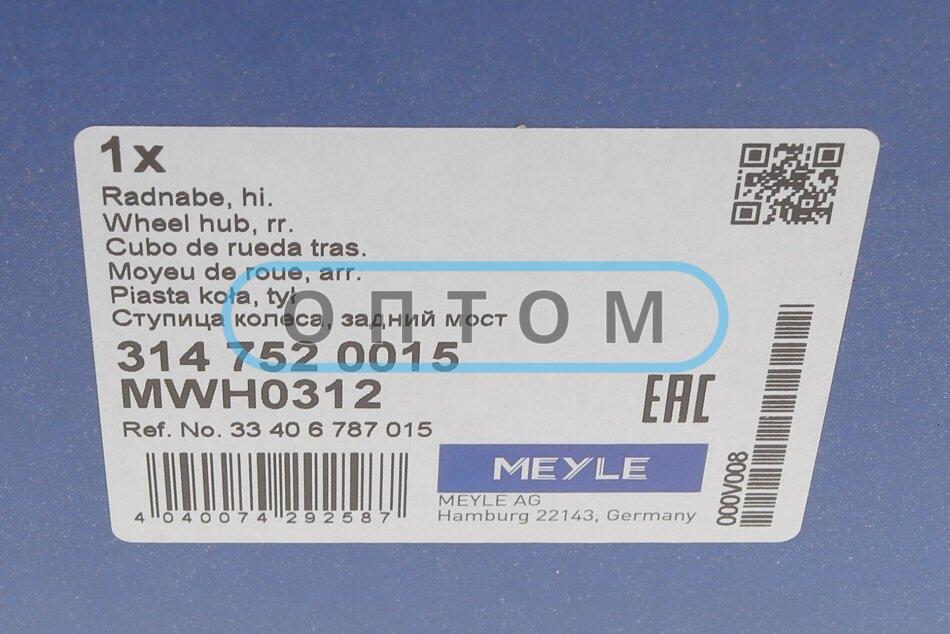 1x
Radnabe, hi.
Wheel hub, rr.
Cubo de rueda tras.
Moyeu de roue, arr.
Piasta koła, tył
Ступица колеса, задний мост
ОПТОМ
314 752 0015
MWH0312
EAC
Ref. No. 33 40 6 787 015
MEYLE
MEYLE AG
Hamburg 22143, Germany
4 040074 292587
000V008